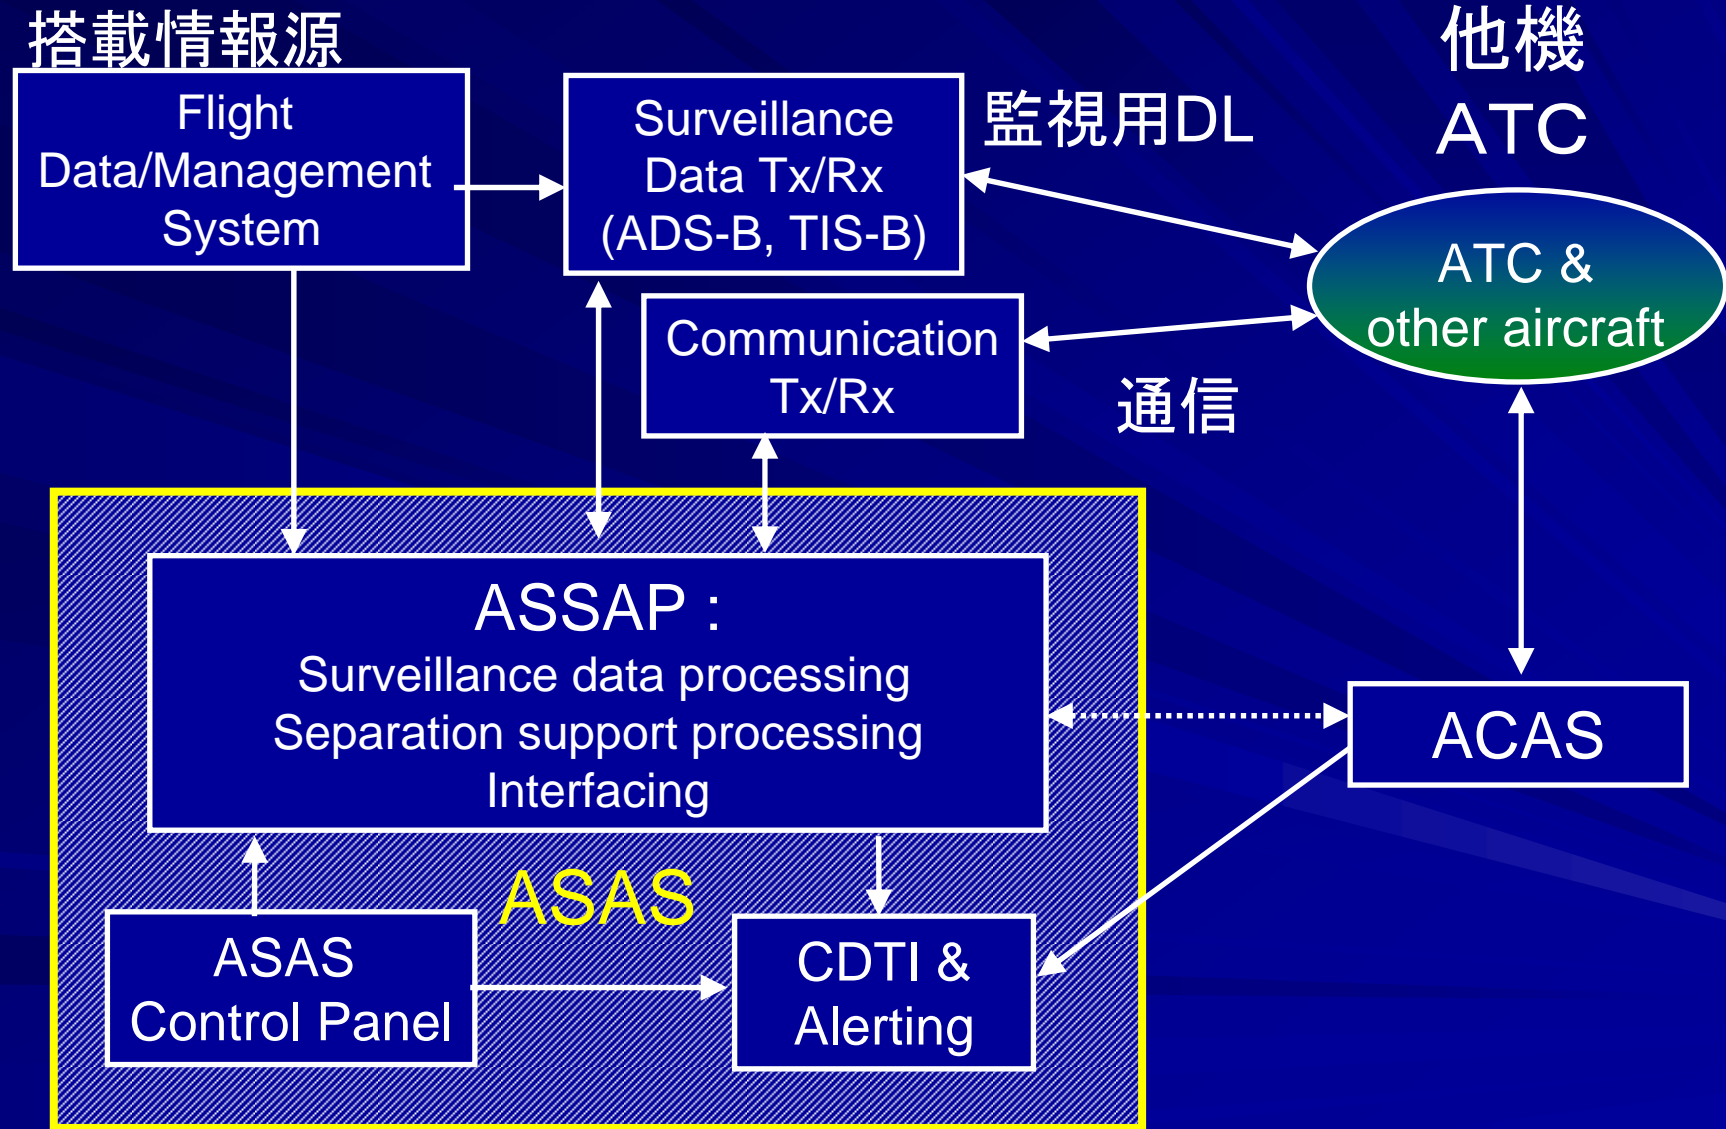 搭載情報源
Flight
Data/Management
System
Surveillance
Data Tx/Rx
(ADS-B, TIS-B)
監視用DL
他機
ATC
ATC &
other aircraft
Communication
Tx/Rx
通信
ASSAP :
Surveillance data processing
Separation support processing
Interfacing
ACAS
ASAS
ASAS
Control Panel
CDTI &
Alerting